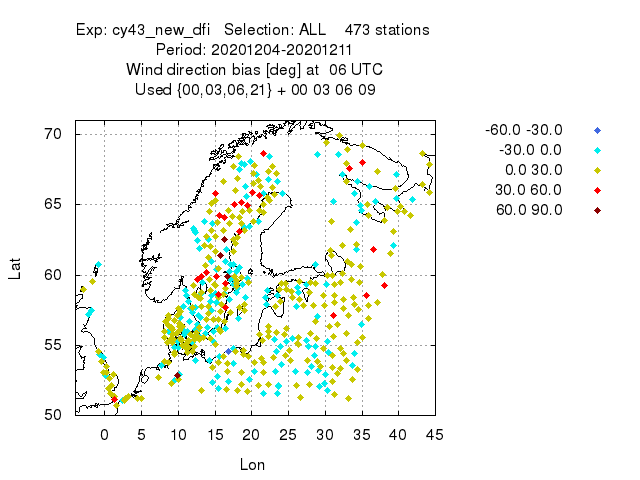 Exp: cy43_new_dfi   Selection: ALL    473 stations
Period: 20201204-20201211
Wind direction bias [deg] at  06 UTC
Used {00,03,06,21} + 00 03 06 09
-60.0 -30.0
-30.0 0.0
0.0 30.0
30.0 60.0
60.0 90.0
70
65
60
55
50
Lat
0 5 10 15 20 25 30 35 40 45
Lon